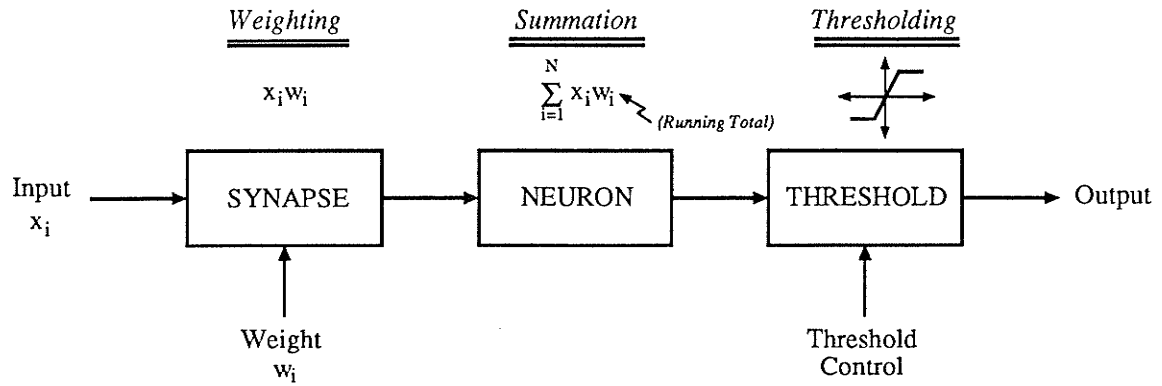 Weighting
Summation
Thresholding
x_i w_i
N
∑ x_i w_i
i=1
(Running Total)
Input
x_i
SYNAPSE
NEURON
THRESHOLD
Output
Weight
w_i
Threshold
Control